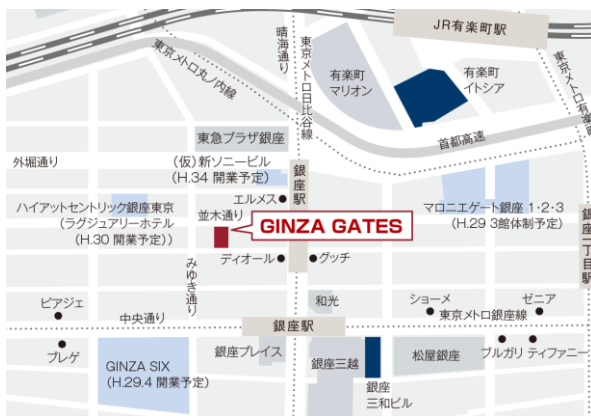 JR有楽町駅
晴海通り
東京メトロ日比谷線
東京メトロ丸ノ内線
有楽町
マリオン
有楽町
イトシア
東京メトロ有楽町
首都高速
東急プラザ銀座
外堀通り
(仮)新ソニービル
(H.34 開業予定)
銀座駅
エルメス
ハイアットセントリック銀座東京
(ラグジュアリーホテル
(H.30 開業予定))
並木通り
GINZA GATES
マロニエゲート銀座 1・2・3
(H.29 3館体制予定)
銀座一丁目駅
みゆき通り
ディオール
グッチ
ピアジェ
中央通り
和光
ショーメ
ゼニア
東京メトロ銀座線
銀座駅
ブレゲ
GINZA SIX
(H.29.4 開業予定)
銀座プレイス
銀座三越
松屋銀座
ブルガリ
ティファニー
銀座
三和ビル